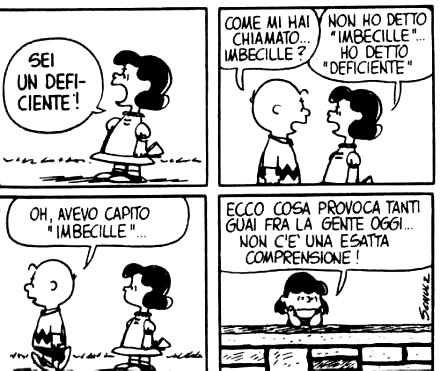 SEI
UN DEFI-
CIENTE!
COME MI HAI
CHIAMATO...
IMBECILLE?
NON HO DETTO
"IMBECILLE"...
HO DETTO
"DEFICIENTE"
OH, AVEVO CAPITO
"IMBECILLE"...
ECCO COSA PROVOCA TANTI
GUAI FRA LA GENTE OGGI...
NON C'E' UNA ESATTA
COMPRENSIONE!
SCHULZ